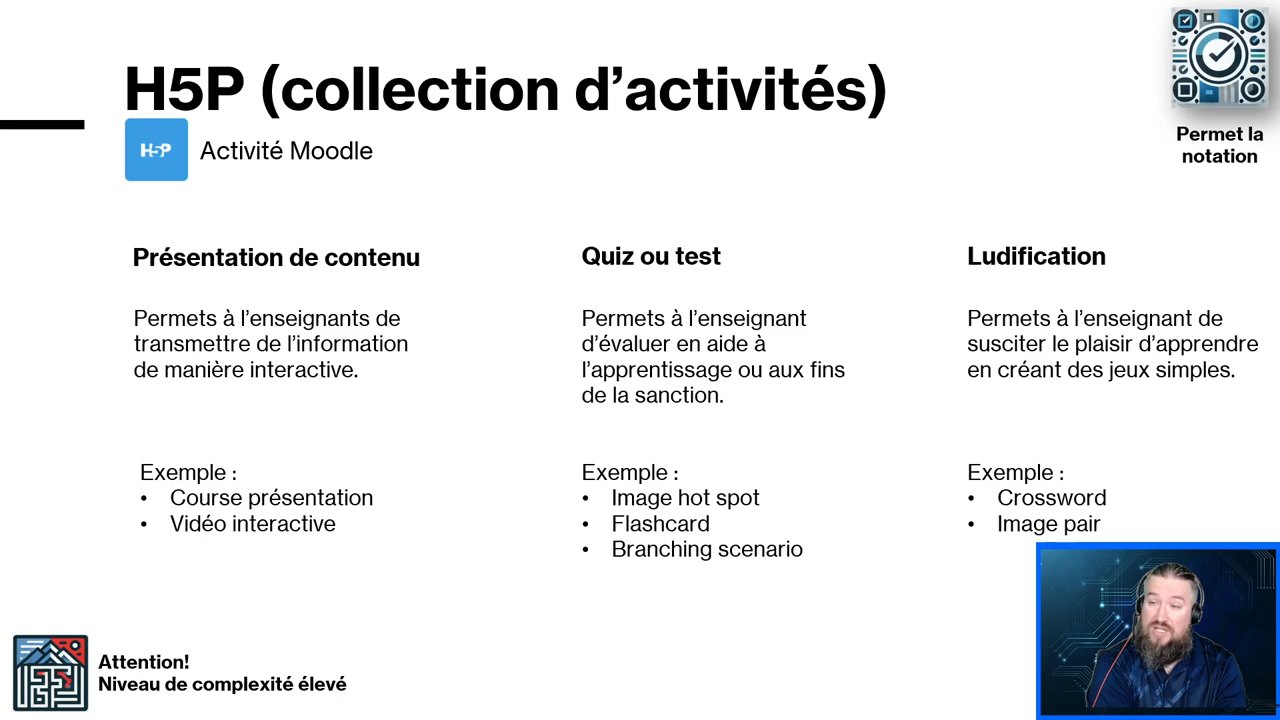 H5P (collection d’activités)
H5P
Activité Moodle
Permet la
notation
Présentation de contenu
Permets à l’enseignants de
transmettre de l’information
de manière interactive.
Exemple :
• Course présentation
• Vidéo interactive
Quiz ou test
Permets à l’enseignant
d’évaluer en aide à
l’apprentissage ou aux fins
de la sanction.
Exemple :
• Image hot spot
• Flashcard
• Branching scenario
Ludification
Permets à l’enseignant de
susciter le plaisir d’apprendre
en créant des jeux simples.
Exemple :
• Crossword
• Image pair
Attention!
Niveau de complexité élevé